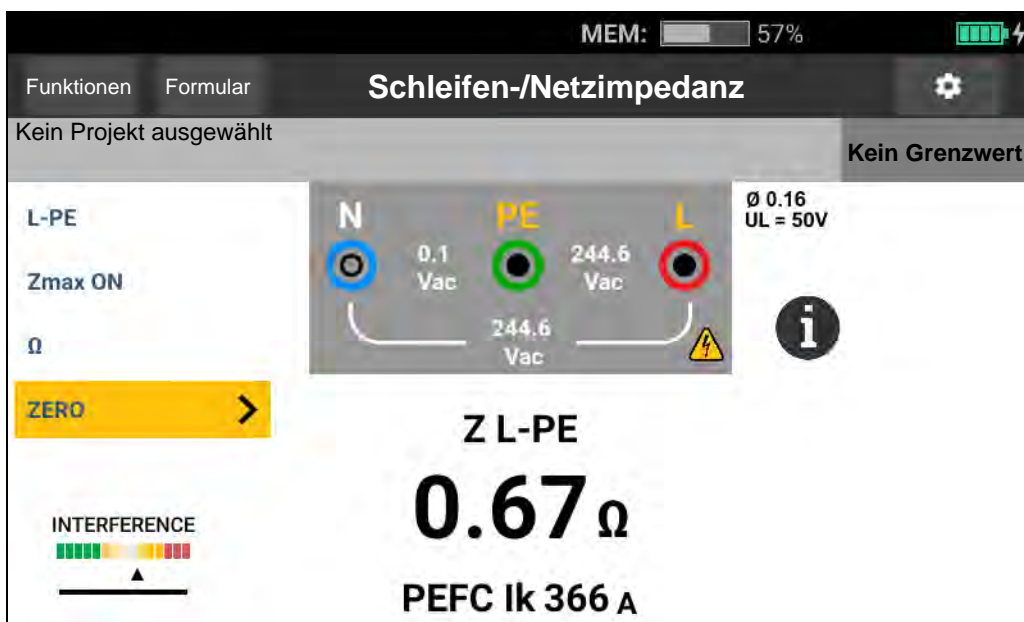 MEM: 57%
Funktionen Formular Schleifen-/Netzimpedanz
Kein Projekt ausgewählt
Kein Grenzwert
L-PE
Zmax ON
Ω
ZERO
INTERFERENCE
N PE L
0.1 Vac
244.6 Vac
244.6 Vac
Ø 0.16
UL = 50V
i
Z L-PE
0.67 Ω
PEFC Ik 366 A